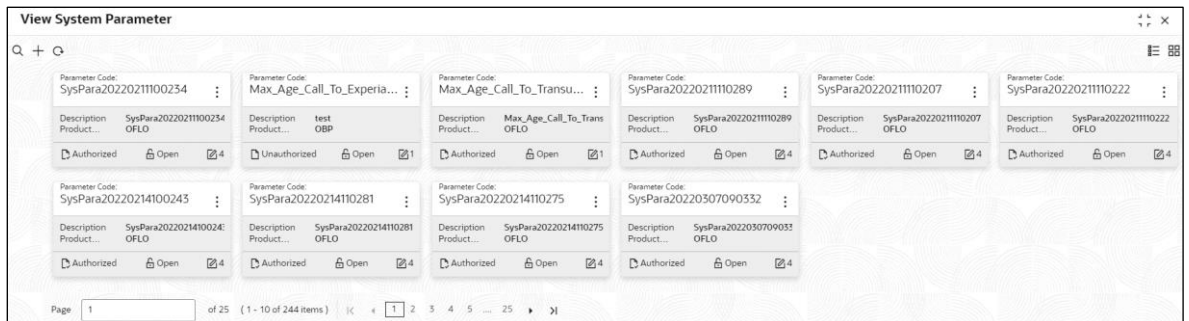 View System Parameter
Parameter Code:
SysPara20220211100234
Description SysPara20220211100234
Product... OFLO
Authorized Open 4
Parameter Code:
Max_Age_Call_To_Experia...
Description test
Product... OBP
Unauthorized Open 1
Parameter Code:
Max_Age_Call_To_Transu...
Description Max_Age_Call_To_Trans
Product... OFLO
Authorized Open 1
Parameter Code:
SysPara20220211110289
Description SysPara20220211110289
Product... OFLO
Authorized Open 4
Parameter Code:
SysPara20220211110207
Description SysPara20220211110207
Product... OFLO
Authorized Open 4
Parameter Code:
SysPara20220211110222
Description SysPara20220211110222
Product... OFLO
Authorized Open 4
Parameter Code:
SysPara20220214100243
Description SysPara2022021410024
Product... OFLO
Authorized Open 4
Parameter Code:
SysPara20220214110281
Description SysPara20220214110281
Product... OFLO
Authorized Open 4
Parameter Code:
SysPara20220214110275
Description SysPara20220214110275
Product... OFLO
Authorized Open 4
Parameter Code:
SysPara20220307090332
Description SysPara2022030709033
Product... OFLO
Authorized Open 4
Page 1 of 25 (1 - 10 of 244 items) 1 2 3 4 5 ... 25